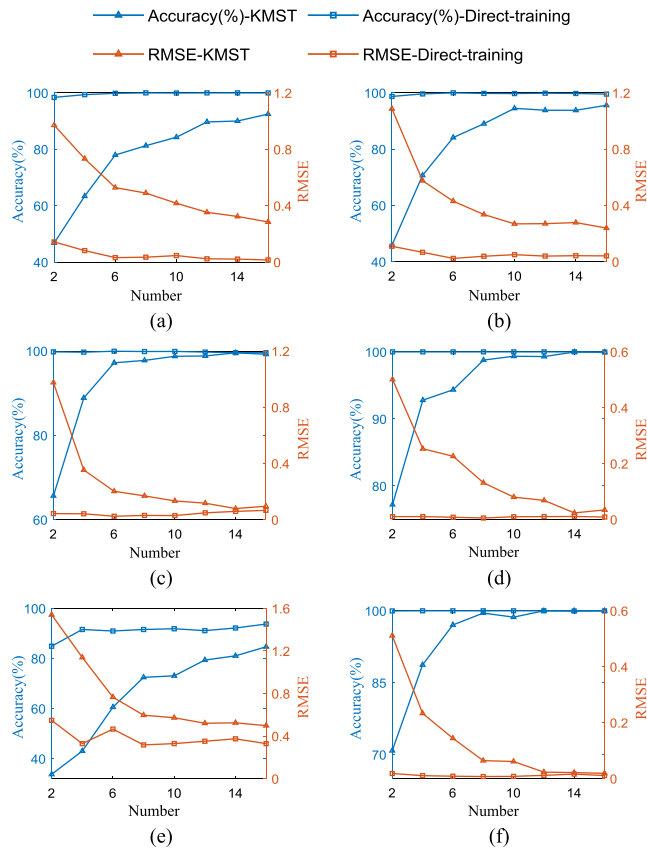 Accuracy(%)-KMST Accuracy(%)-Direct-training
RMSE-KMST RMSE-Direct-training
100 1.2 100 1.2
80 0.8 80 0.8
Accuracy(%) RMSE Accuracy(%) RMSE
60 0.4 60 0.4
40 0 40 0
2 6 10 14 2 6 10 14
Number Number
(a) (b)
100 1.2 100 0.6
80 0.8 90 0.4
Accuracy(%) RMSE Accuracy(%) RMSE
0.4 80 0.2
60 0 0
2 6 10 14 2 6 10 14
Number Number
(c) (d)
100 1.6 100 0.6
80 1.2 85 0.4
Accuracy(%) RMSE Accuracy(%) RMSE
60 0.8 70 0.2
40 0.4 0
0
2 6 10 14 2 6 10 14
Number Number
(e) (f)